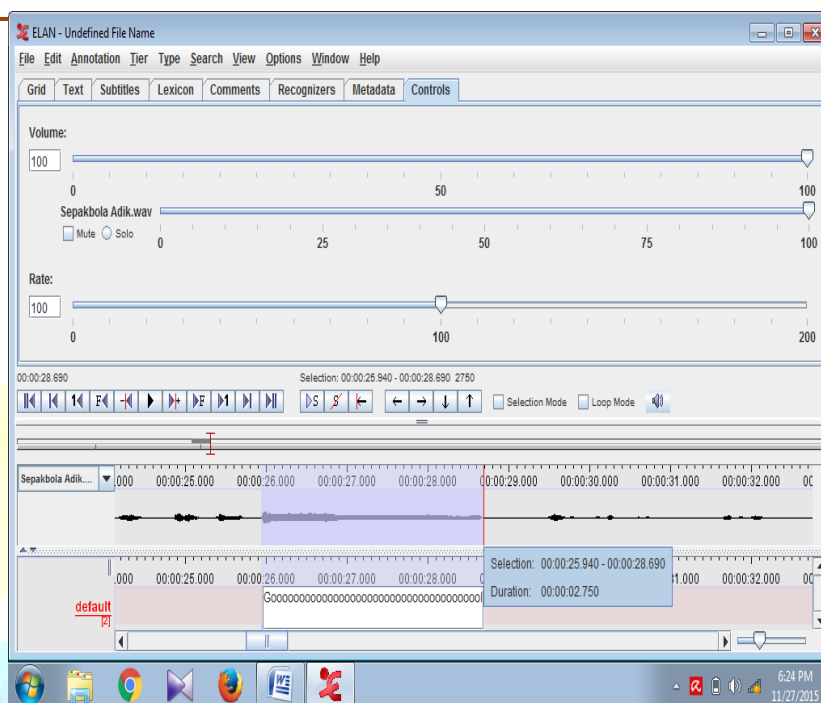 ELAN - Undefined File Name
File Edit Annotation Tier Type Search View Options Window Help
Grid Text Subtitles Lexicon Comments Recognizers Metadata Controls
Volume:
100
0 50 100
Sepakbola Adik.wav
Mute Solo
0 25 50 75 100
Rate:
100
0 100 200
00:00:28.690 Selection: 00:00:25.940 - 00:00:28.690 2750
Selection Mode Loop Mode
Sepakbola Adik.... .000 00:00:25.000 00:00:26.000 00:00:27.000 00:00:28.000 00:00:29.000 00:00:30.000 00:00:31.000 00:00:32.000 00
Selection: 00:00:25.940 - 00:00:28.690
.000 00:00:25.000 00:00:26.000 00:00:27.000 00:00:28.000 00:00:32.000 00
Duration: 00:00:02.750
default
[2]
6:24 PM
11/27/2015